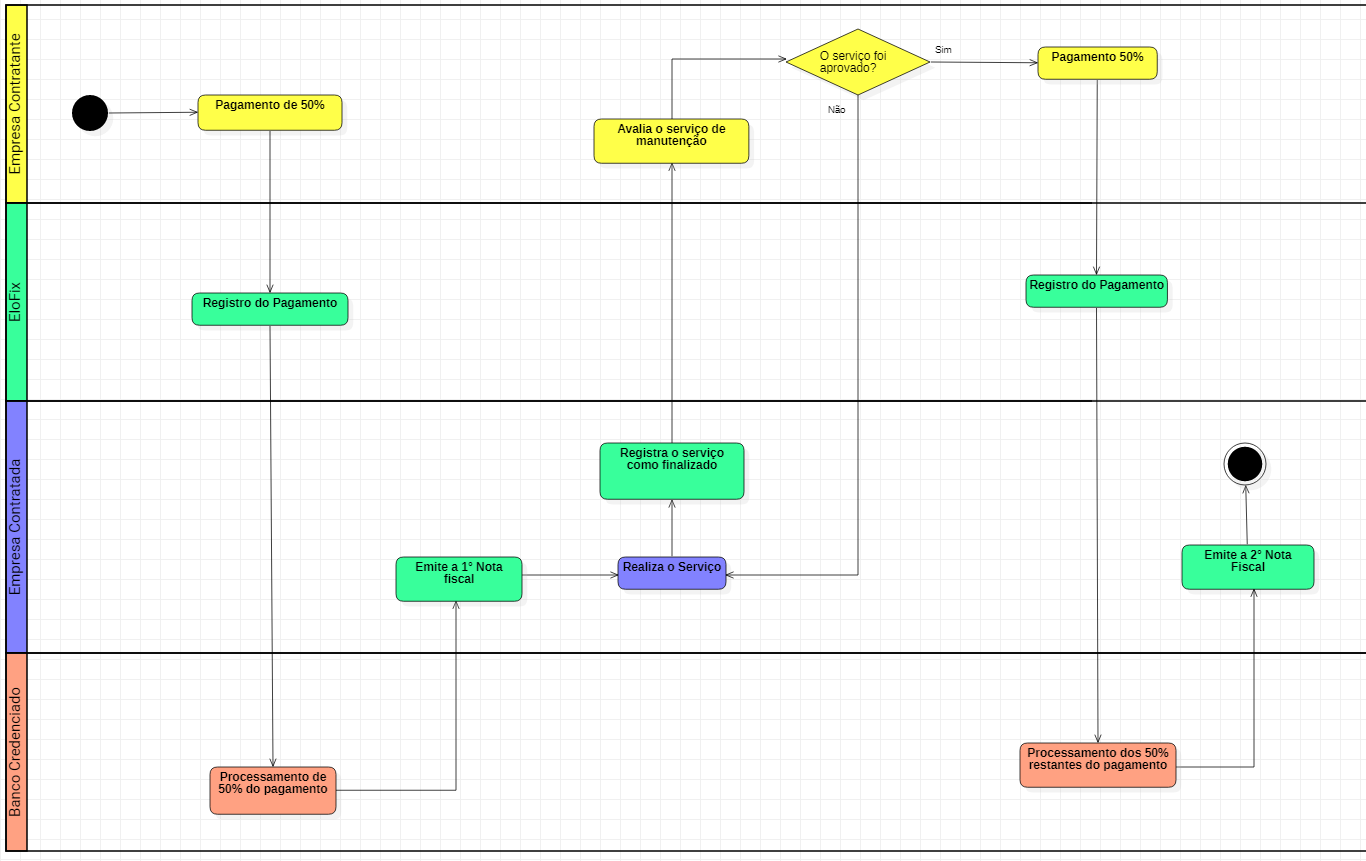 Empresa Contratante
Pagamento de 50%
Avalia o serviço de
manutenção
O serviço foi
aprovado?
Sim
Não
Pagamento 50%
EloFix
Registro do Pagamento
Registro do Pagamento
Empresa Contratada
Emite a 1° Nota
fiscal
Registra o serviço
como finalizado
Realiza o Serviço
Emite a 2° Nota
Fiscal
Banco Credenciado
Processamento de
50% do pagamento
Processamento dos 50%
restantes do pagamento